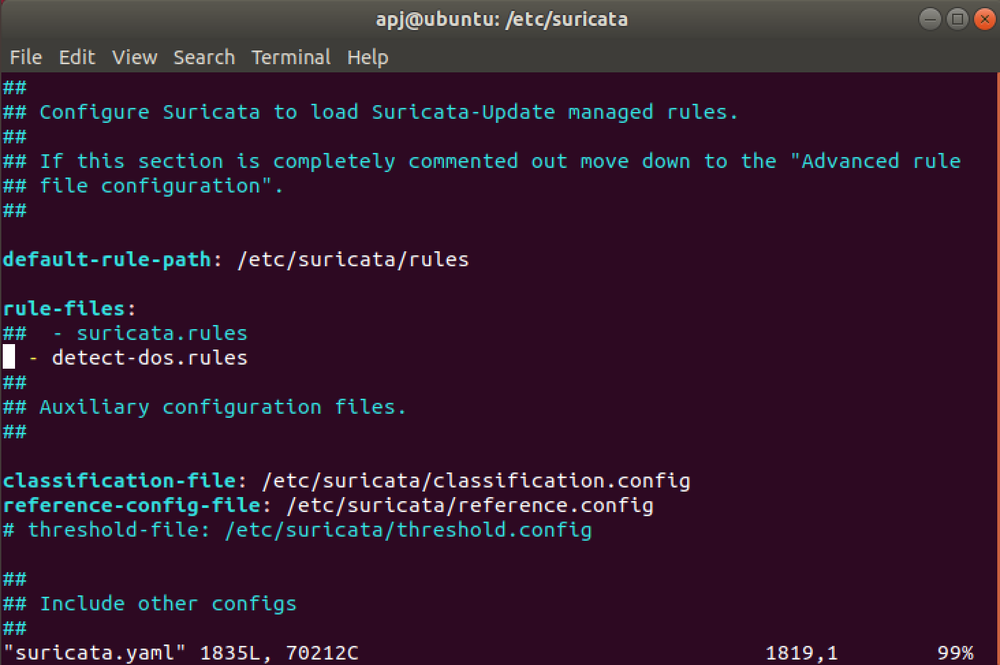 apj@ubuntu: /etc/suricata
File Edit View Search Terminal Help
##
## Configure Suricata to load Suricata-Update managed rules.
##
## If this section is completely commented out move down to the "Advanced rule
## file configuration".
##
default-rule-path: /etc/suricata/rules
rule-files:
##  - suricata.rules
  - detect-dos.rules
##
## Auxiliary configuration files.
##
classification-file: /etc/suricata/classification.config
reference-config-file: /etc/suricata/reference.config
# threshold-file: /etc/suricata/threshold.config
##
## Include other configs
##
"suricata.yaml" 1835L, 70212C 1819,1 99%